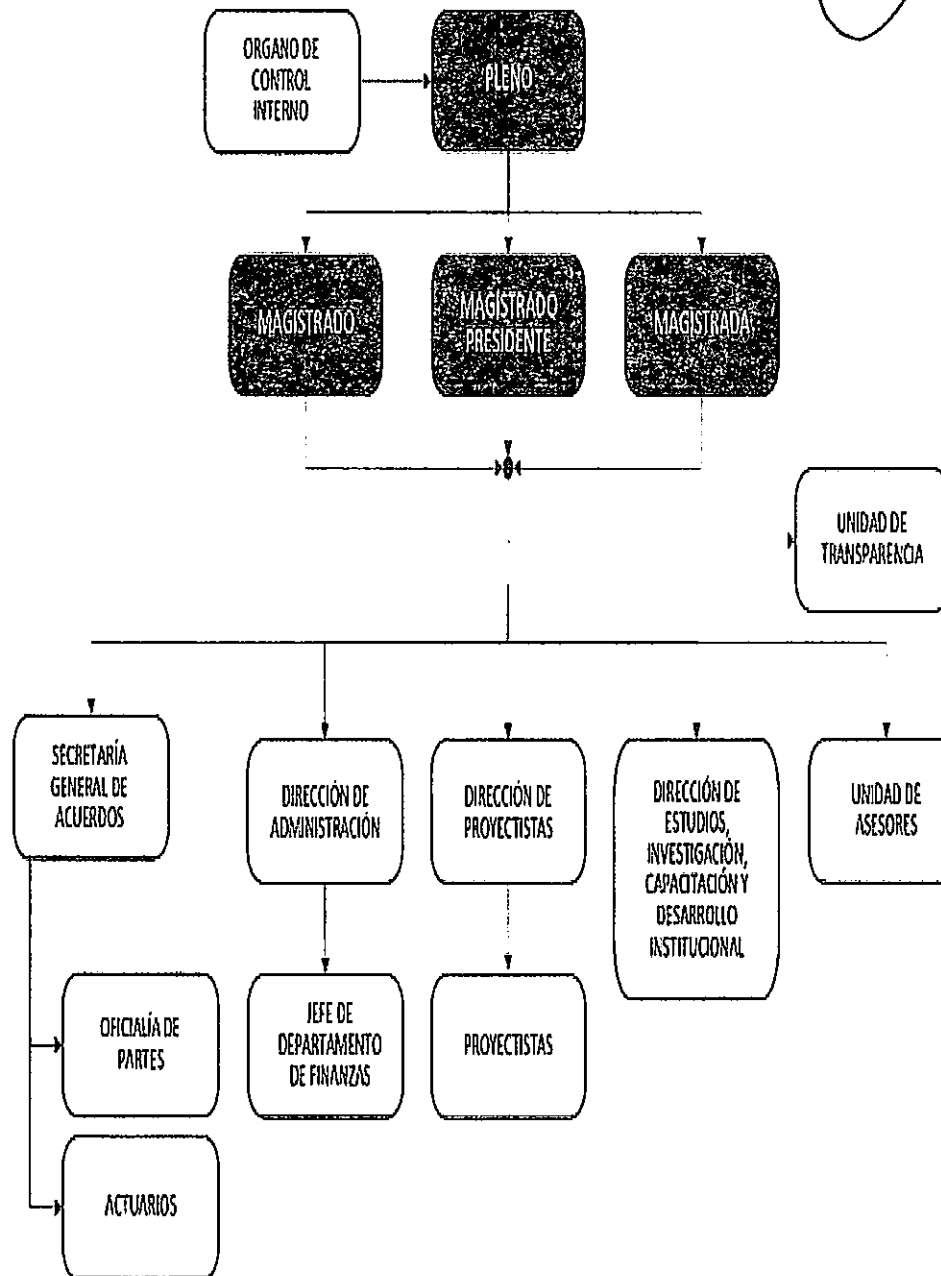 ORGANO DE
CONTROL
INTERNO
PLENO
MAGISTRADO
MAGISTRADO
PRESIDENTE
MAGISTRADA
UNIDAD DE
TRANSPARENCIA
SECRETARÍA
GENERAL DE
ACUERDOS
DIRECCIÓN DE
ADMINISTRACIÓN
DIRECCIÓN DE
PROYECTISTAS
DIRECCIÓN DE
ESTUDIOS,
INVESTIGACIÓN,
CAPACITACIÓN Y
DESARROLLO
INSTITUCIONAL
UNIDAD DE
ASESORES
OFICIALÍA DE
PARTES
JEFE DE
DEPARTAMENTO
DE FINANZAS
PROYECTISTAS
ACTUARIOS